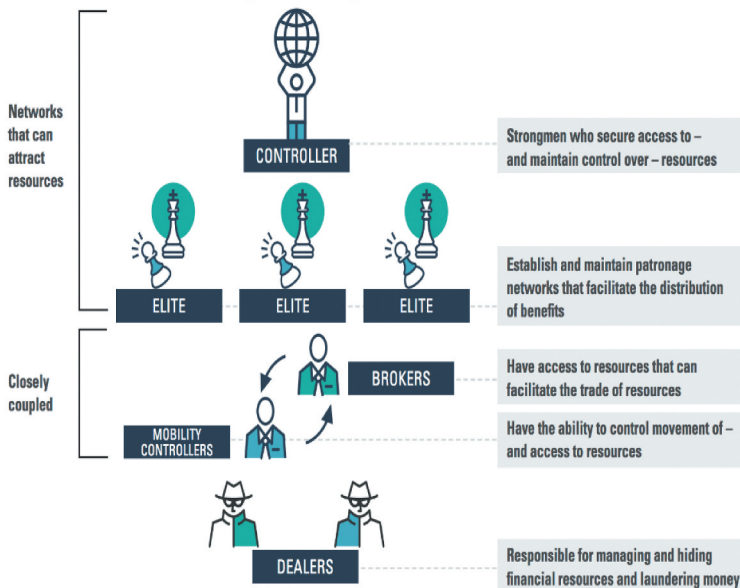 Networks
that can
attract
resources
CONTROLLER
Strongmen who secure access to –
and maintain control over – resources
ELITE
ELITE
ELITE
Establish and maintain patronage
networks that facilitate the distribution
of benefits
Closely
coupled
BROKERS
Have access to resources that can
facilitate the trade of resources
MOBILITY
CONTROLLERS
Have the ability to control movement of –
and access to resources
DEALERS
Responsible for managing and hiding
financial resources and laundering money